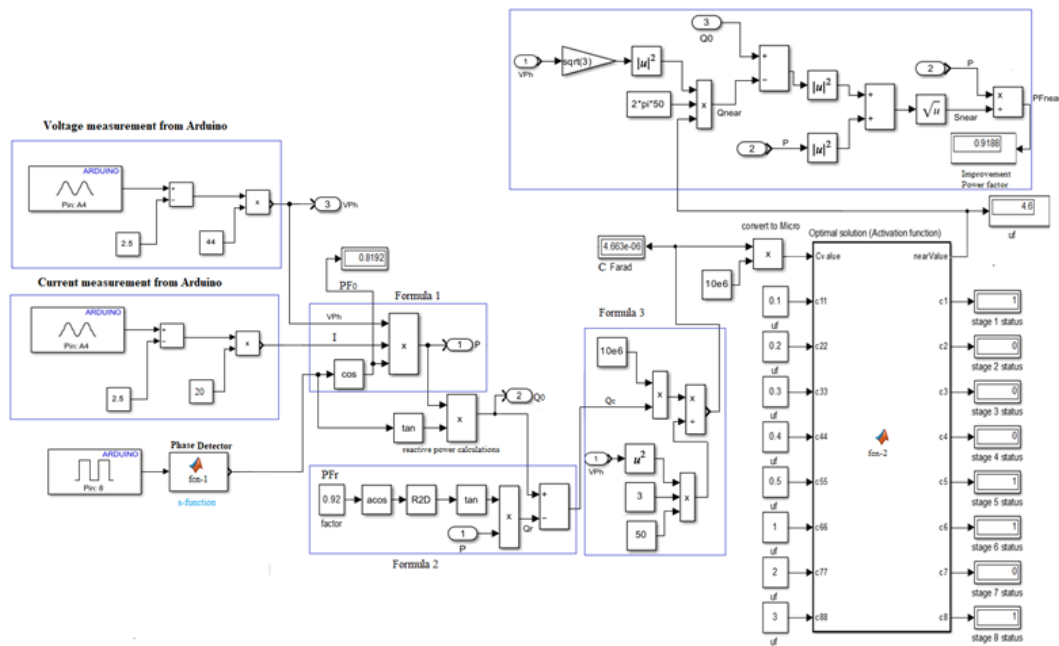 3
Q0
1
VPh
sqrt(3)
|u|²
2*pi*50
x
Qnear
+
−
|u|²
2
P
|u|²
+
+
√u
Snear
2
P
x
÷
PFnear
0.9188
Improvement
Power factor
4.6
uf
Voltage measurement from Arduino
ARDUINO
Pin: A4
+
−
2.5
x
44
3
VPh
Current measurement from Arduino
ARDUINO
Pin: A4
+
−
2.5
x
20
0.8192
PF0
Formula 1
VPh
I
x
cos
1
P
2
Q0
tan
x
reactive power calculations
ARDUINO
Pin: 8
Phase Detector
fcn-1
s-function
PFr
0.92
factor
acos
R2D
tan
x
1
P
Qr
+
−
Formula 2
Qc
4.663e-06
C Farad
convert to Micro
x
10e6
Formula 3
10e6
x
x
÷
1
VPh
u²
3
50
x
Optimal solution (Activation function)
Cvalue
nearValue
0.1
uf
c11
c1
1
stage 1 status
0.2
uf
c22
c2
0
stage 2 status
0.3
uf
c33
c3
0
stage 3 status
0.4
uf
c44
c4
0
stage 4 status
fcn-2
0.5
uf
c55
c5
1
stage 5 status
1
uf
c66
c6
1
stage 6 status
2
uf
c77
c7
0
stage 7 status
3
uf
c88
c8
1
stage 8 status